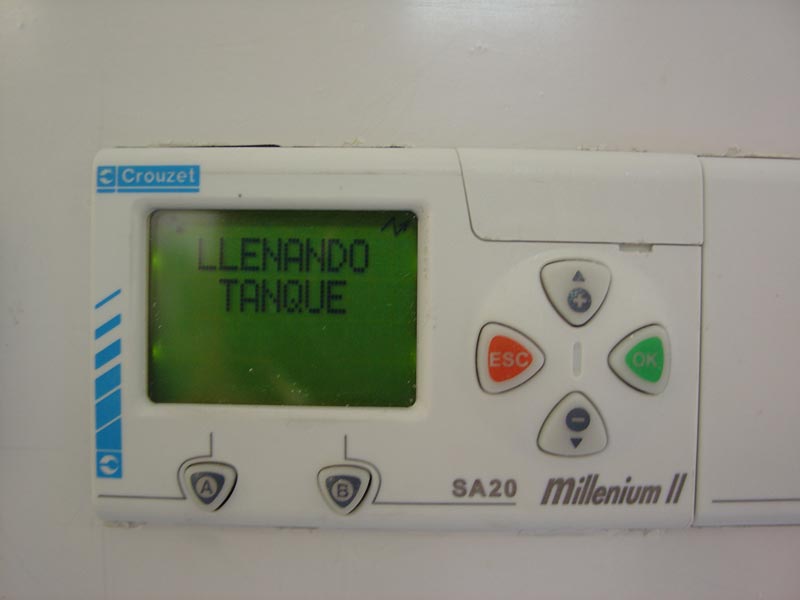 Crouzet
LLENANDO
TANQUE
+
ESC
OK
-
A
B
SA20
millenium II